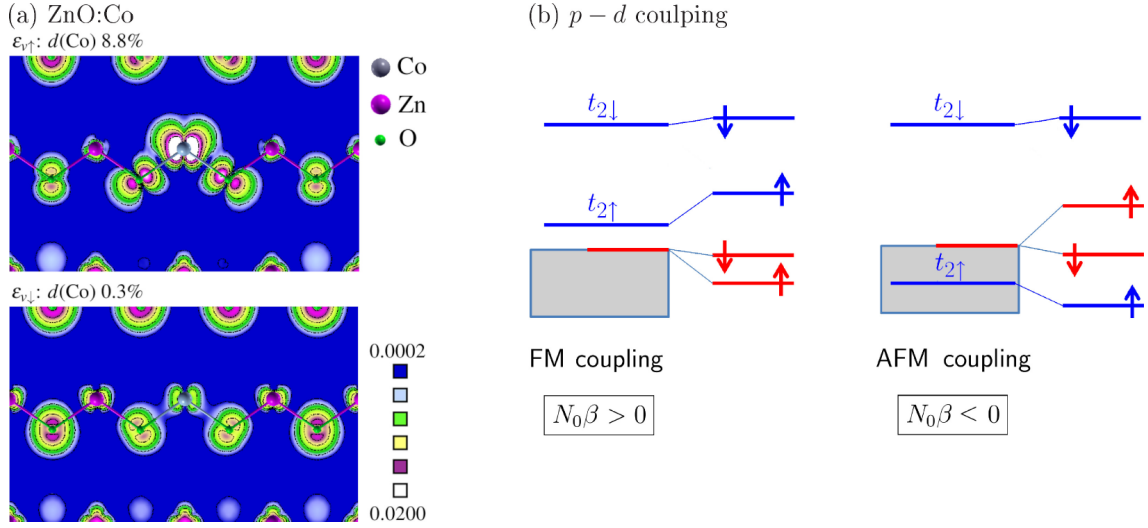 (a) ZnO:Co
εᵥ↑: d(Co) 8.8%
Co
Zn
O
εᵥ↓: d(Co) 0.3%
0.0002
0.0200
(b) p − d coulping
t₂↓
t₂↑
FM coupling
N₀β > 0
t₂↓
t₂↑
AFM coupling
N₀β < 0